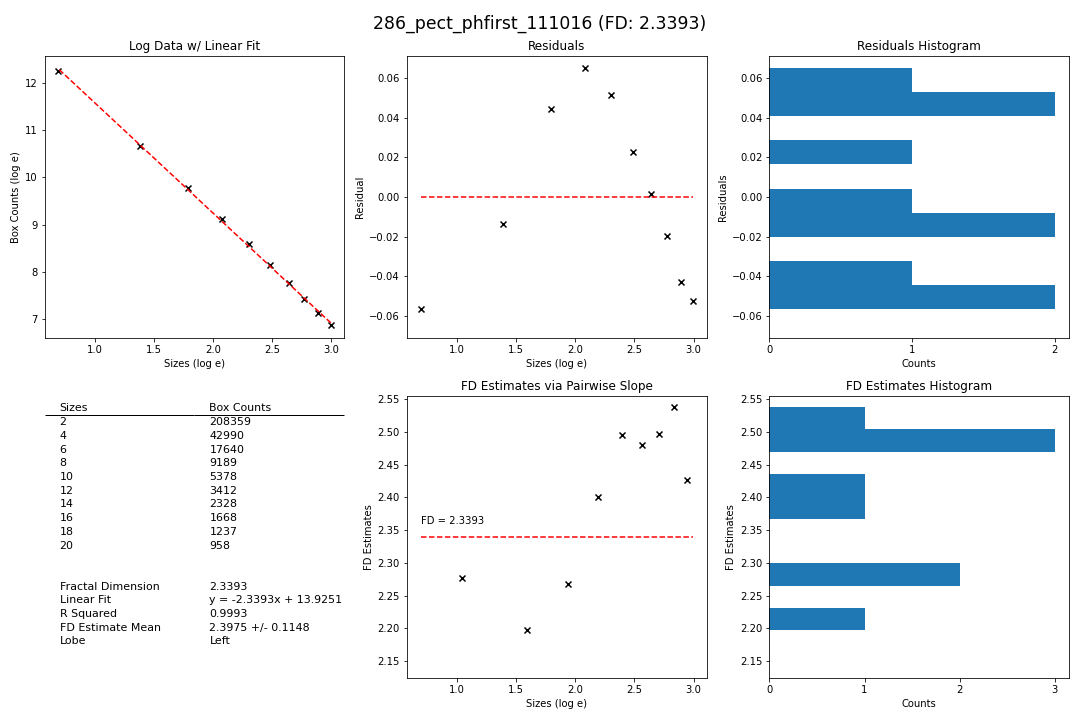 286_pect_phfirst_111016 (FD: 2.3393)
Log Data w/ Linear Fit
12
11
10
9
8
7
Box Counts (log e)
1.0 1.5 2.0 2.5 3.0
Sizes (log e)
Residuals
0.06
0.04
0.02
0.00
−0.02
−0.04
−0.06
Residual
1.0 1.5 2.0 2.5 3.0
Sizes (log e)
Residuals Histogram
0.06
0.04
0.02
0.00
−0.02
−0.04
−0.06
Residuals
0 1 2
Counts
Sizes Box Counts
2 208359
4 42990
6 17640
8 9189
10 5378
12 3412
14 2328
16 1668
18 1237
20 958
Fractal Dimension 2.3393
Linear Fit y = -2.3393x + 13.9251
R Squared 0.9993
FD Estimate Mean 2.3975 +/- 0.1148
Lobe Left
FD Estimates via Pairwise Slope
2.55
2.50
2.45
2.40
2.35
2.30
2.25
2.20
2.15
FD Estimates
FD = 2.3393
1.0 1.5 2.0 2.5 3.0
Sizes (log e)
FD Estimates Histogram
2.55
2.50
2.45
2.40
2.35
2.30
2.25
2.20
2.15
FD Estimates
0 1 2 3
Counts